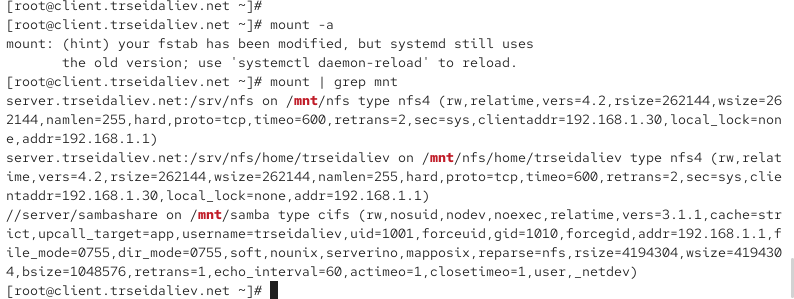 [root@client.trseidaliev.net ~]#
[root@client.trseidaliev.net ~]# mount -a
mount: (hint) your fstab has been modified, but systemd still uses
       the old version; use 'systemctl daemon-reload' to reload.
[root@client.trseidaliev.net ~]# mount | grep mnt
server.trseidaliev.net:/srv/nfs on /mnt/nfs type nfs4 (rw,relatime,vers=4.2,rsize=262144,wsize=26
2144,namlen=255,hard,proto=tcp,timeo=600,retrans=2,sec=sys,clientaddr=192.168.1.30,local_lock=non
e,addr=192.168.1.1)
server.trseidaliev.net:/srv/nfs/home/trseidaliev on /mnt/nfs/home/trseidaliev type nfs4 (rw,relat
ime,vers=4.2,rsize=262144,wsize=262144,namlen=255,hard,proto=tcp,timeo=600,retrans=2,sec=sys,clie
ntaddr=192.168.1.30,local_lock=none,addr=192.168.1.1)
//server/sambashare on /mnt/samba type cifs (rw,nosuid,nodev,noexec,relatime,vers=3.1.1,cache=str
ict,upcall_target=app,username=trseidaliev,uid=1001,forceuid,gid=1010,forcegid,addr=192.168.1.1,f
ile_mode=0755,dir_mode=0755,soft,nounix,serverino,mapposix,reparse=nfs,rsize=4194304,wsize=419430
4,bsize=1048576,retrans=1,echo_interval=60,actimeo=1,closetimeo=1,user,_netdev)
[root@client.trseidaliev.net ~]#